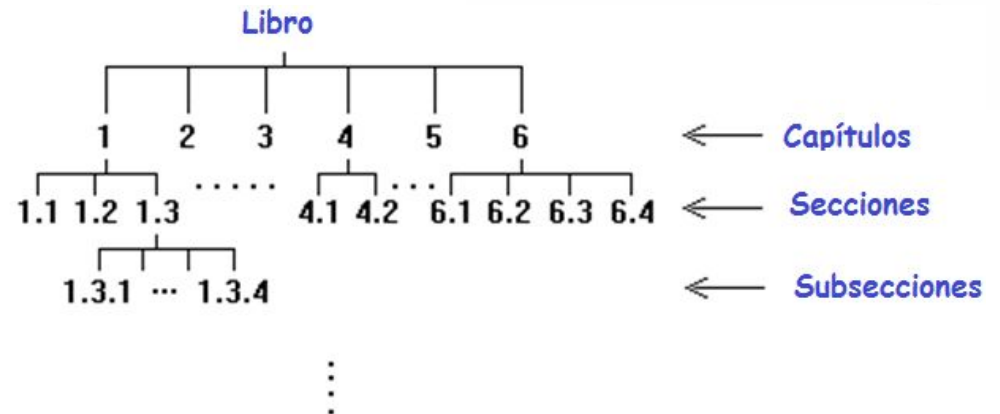 Libro
1 2 3 4 5 6 Capítulos
1.1 1.2 1.3 ..... 4.1 4.2 ... 6.1 6.2 6.3 6.4 Secciones
1.3.1 ... 1.3.4 Subsecciones